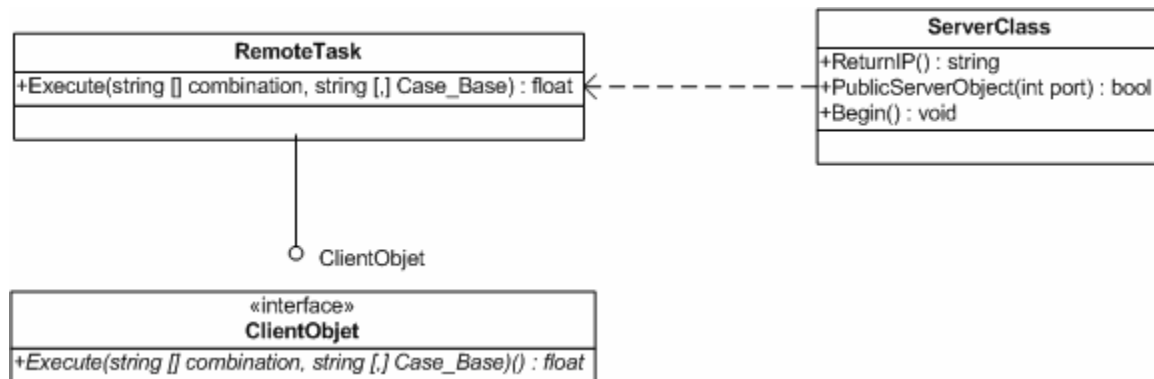 RemoteTask
+Execute(string [] combination, string [,] Case_Base) : float
ServerClass
+ReturnIP() : string
+PublicServerObject(int port) : bool
+Begin() : void
ClientObjet
«interface»
ClientObjet
+Execute(string [] combination, string [,] Case_Base)() : float